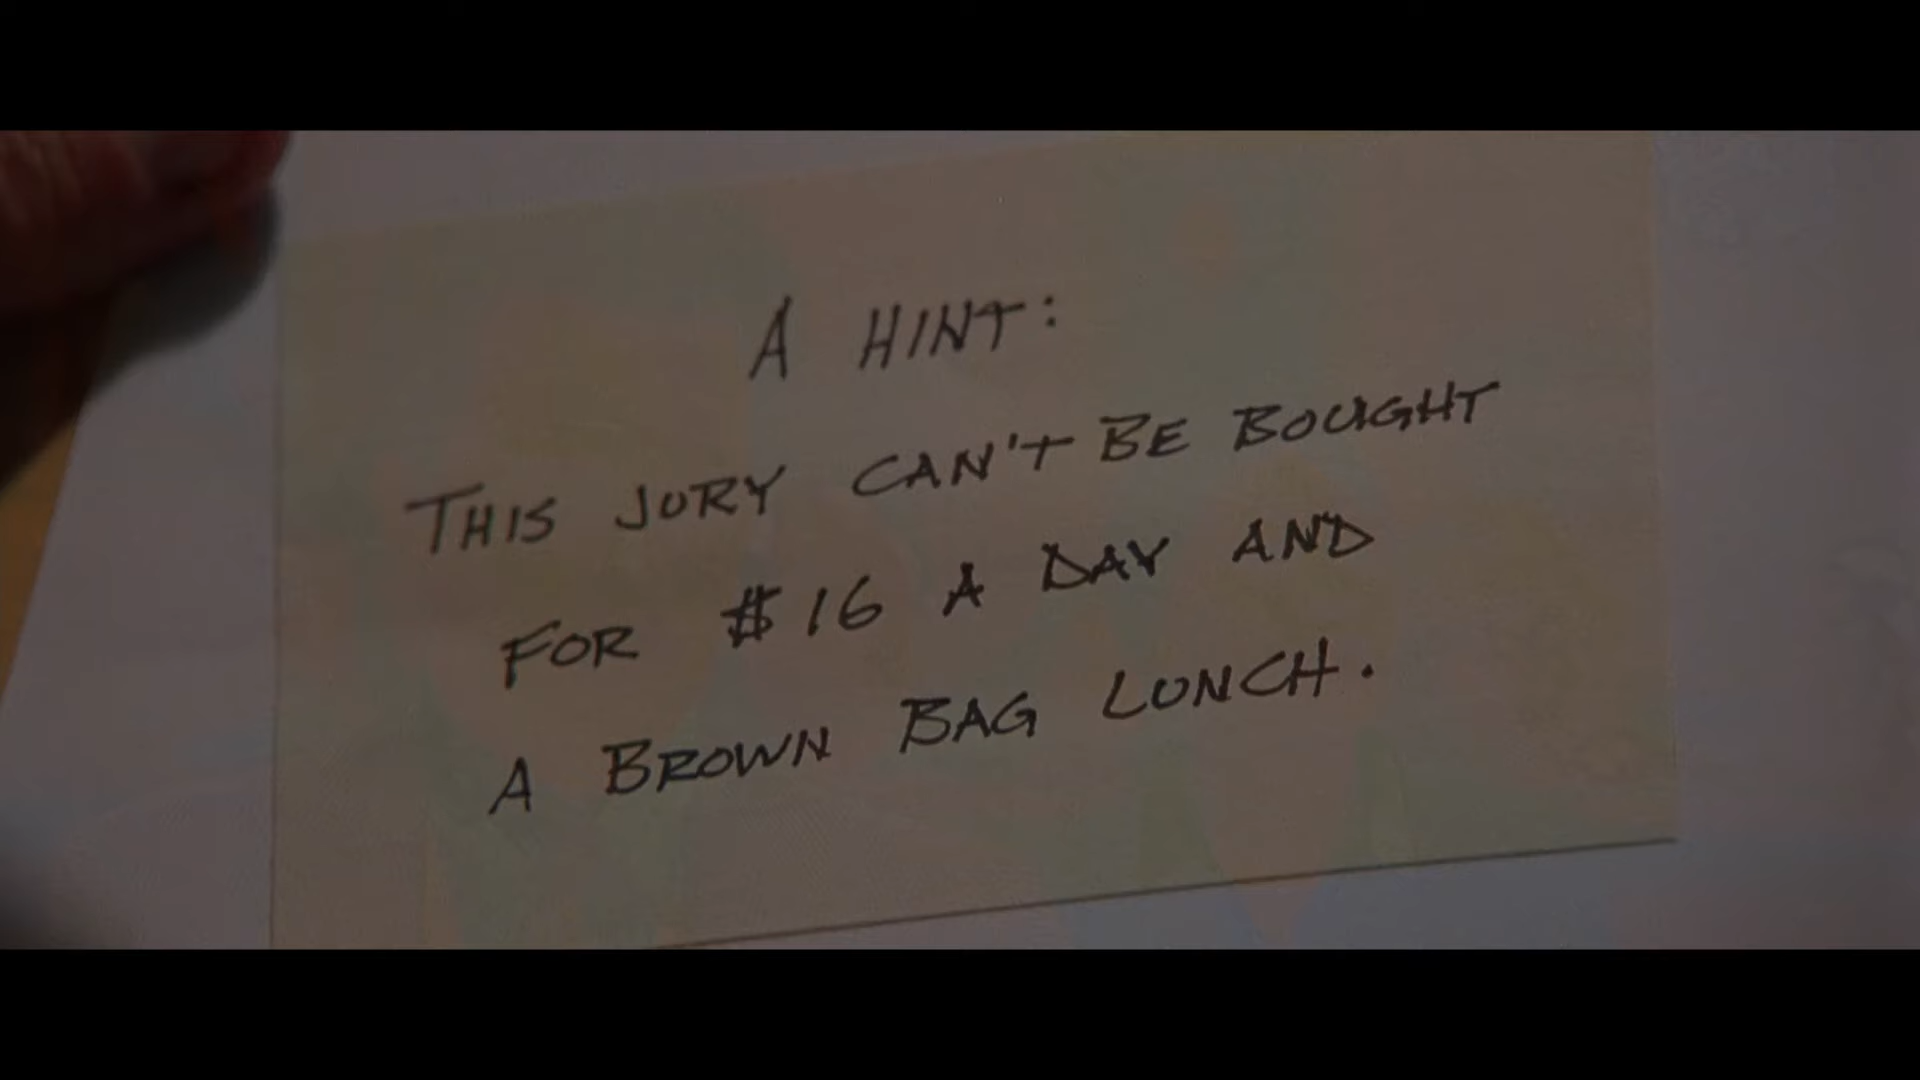 A HINT:
THIS JURY CAN'T BE BOUGHT
FOR $16 A DAY AND
A BROWN BAG LUNCH.